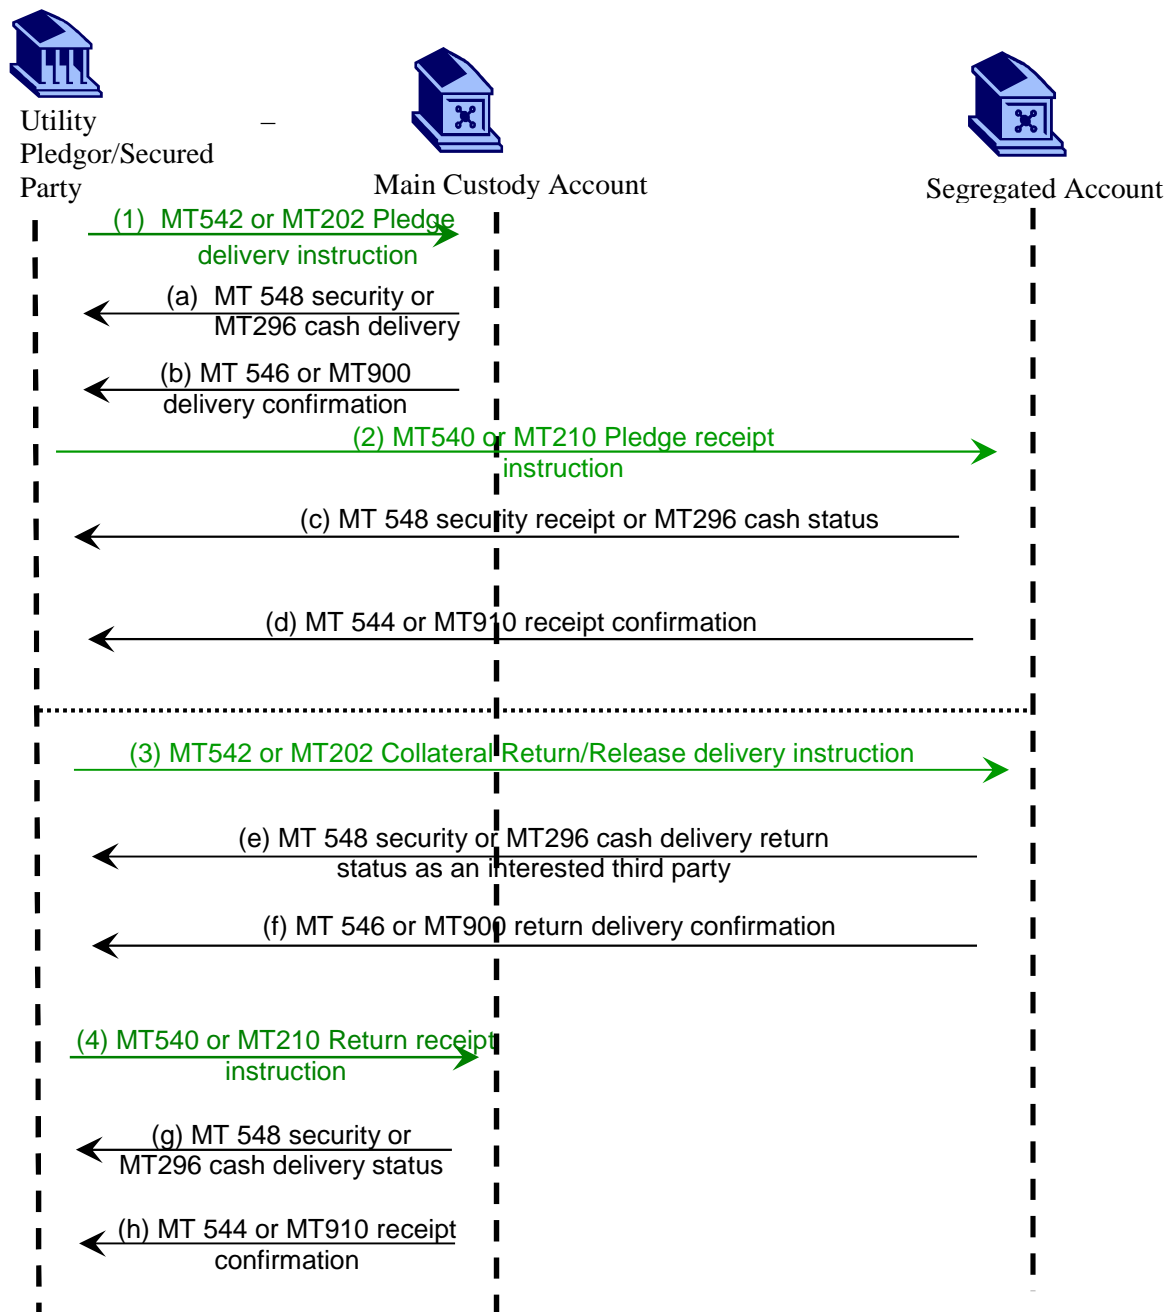 Utility –
Pledgor/Secured
Party
Main Custody Account
Segregated Account
(1) MT542 or MT202 Pledge
delivery instruction
(a) MT 548 security or
MT296 cash delivery
(b) MT 546 or MT900
delivery confirmation
(2) MT540 or MT210 Pledge receipt
instruction
(c) MT 548 security receipt or MT296 cash status
(d) MT 544 or MT910 receipt confirmation
(3) MT542 or MT202 Collateral Return/Release delivery instruction
(e) MT 548 security or MT296 cash delivery return
status as an interested third party
(f) MT 546 or MT900 return delivery confirmation
(4) MT540 or MT210 Return receipt
instruction
(g) MT 548 security or
MT296 cash delivery status
(h) MT 544 or MT910 receipt
confirmation